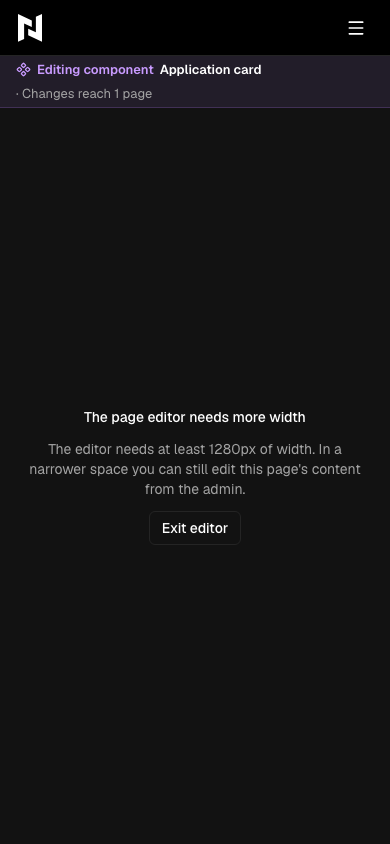 Editing component Application card
· Changes reach 1 page
The page editor needs more width
The editor needs at least 1280px of width. In a
narrower space you can still edit this page's content
from the admin.
Exit editor